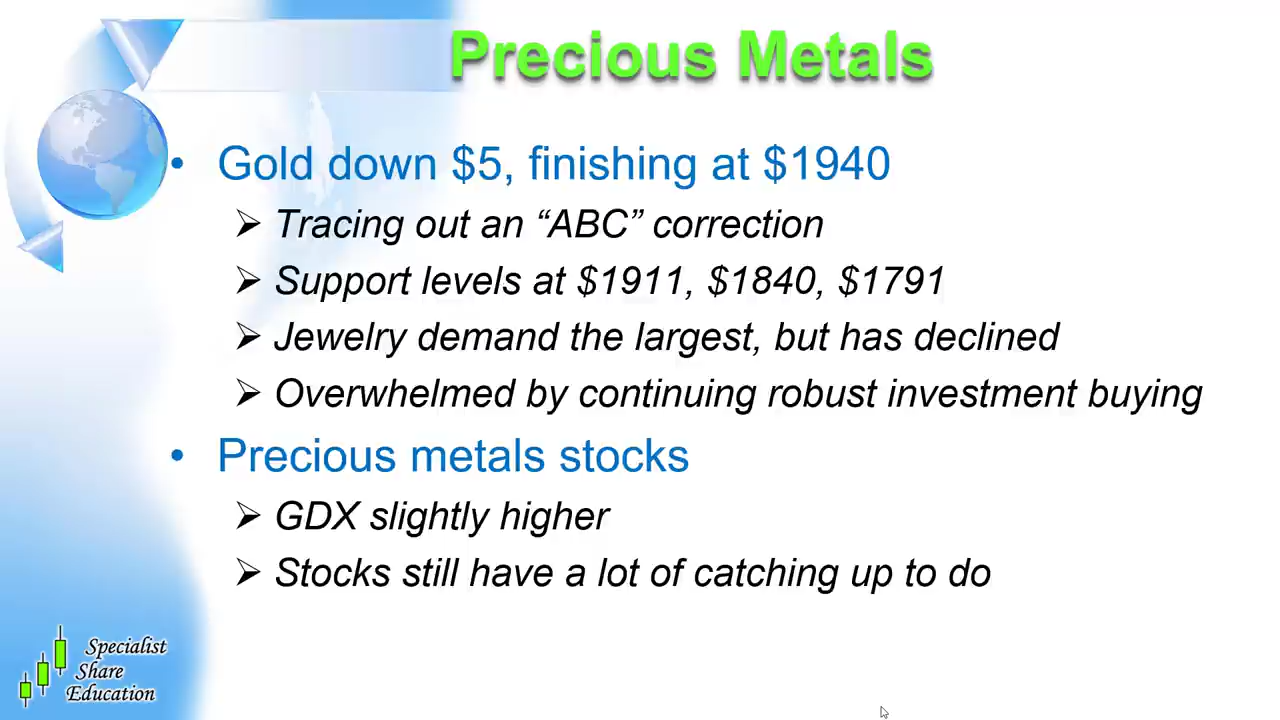 Precious Metals
• Gold down $5, finishing at $1940
➢ Tracing out an “ABC” correction
➢ Support levels at $1911, $1840, $1791
➢ Jewelry demand the largest, but has declined
➢ Overwhelmed by continuing robust investment buying
• Precious metals stocks
➢ GDX slightly higher
➢ Stocks still have a lot of catching up to do
Specialist
Share
Education